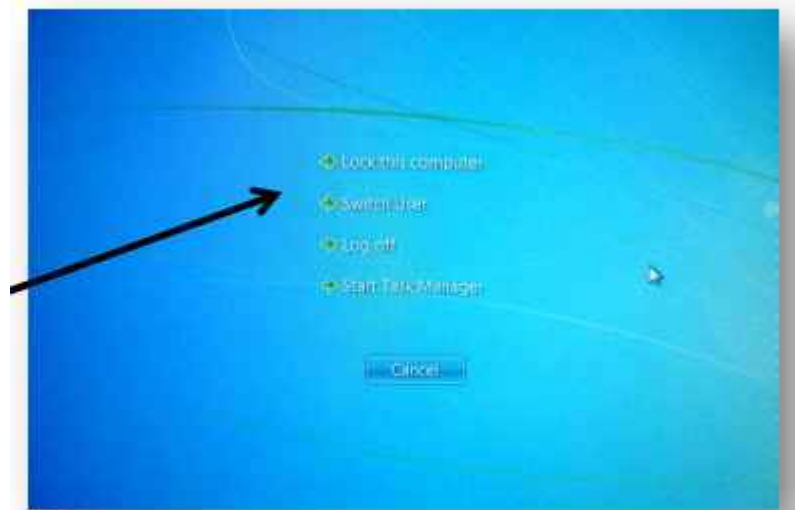 Lock this computer
Switch User
Log off
Start Task Manager
Cancel